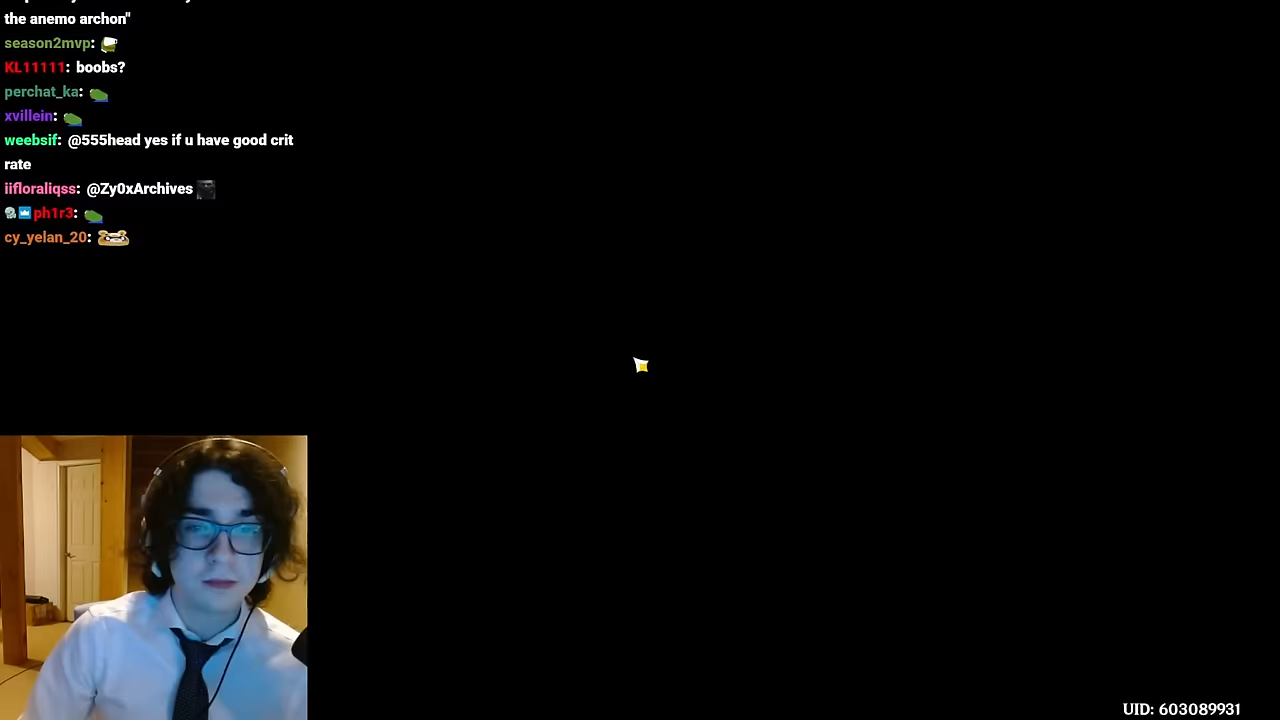 the anemo archon"
season2mvp:
KL11111: boobs?
perchat_ka:
xvillein:
weebsif: @555head yes if u have good crit
rate
iifloraliqss: @Zy0xArchives
ph1r3:
cy_yelan_20:
UID: 603089931